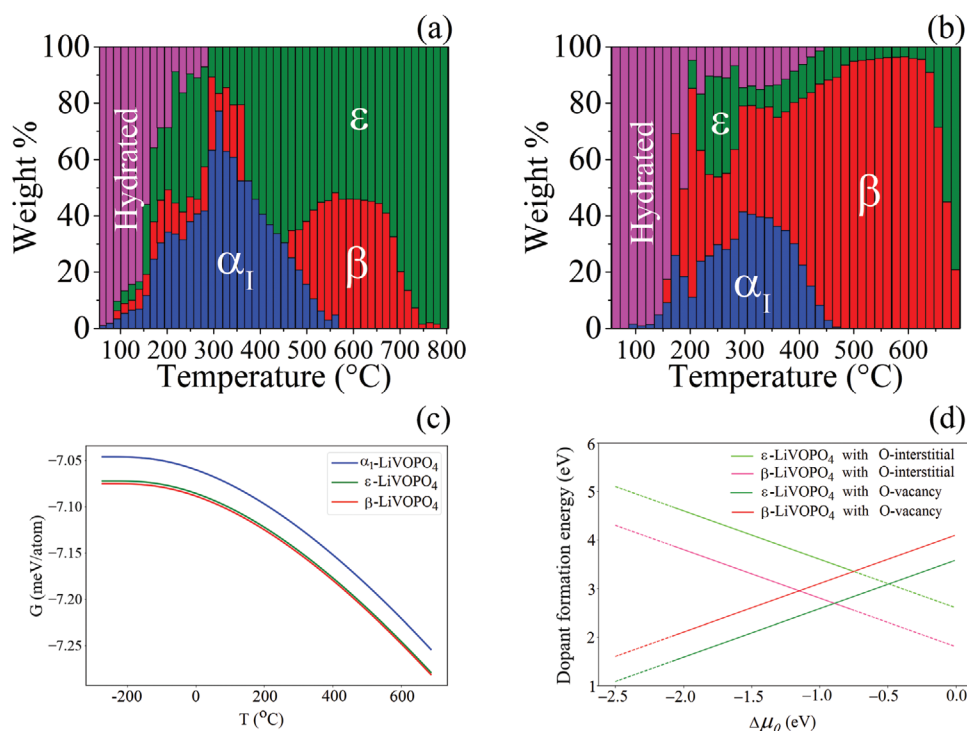 (a)
100
80
60
40
20
0
Weight %
Hydrated
ε
α_I
β
100 200 300 400 500 600 700 800
Temperature (°C)
(b)
100
80
60
40
20
0
Weight %
Hydrated
ε
α_I
β
100 200 300 400 500 600
Temperature (°C)
(c)
−7.05
−7.10
−7.15
−7.20
−7.25
G (meV/atom)
α₁-LiVOPO₄
ε-LiVOPO₄
β-LiVOPO₄
-200 0 200 400 600
T (°C)
(d)
6
5
4
3
2
1
Dopant formation energy (eV)
ε-LiVOPO₄ with O-interstitial
β-LiVOPO₄ with O-interstitial
ε-LiVOPO₄ with O-vacancy
β-LiVOPO₄ with O-vacancy
−2.5 −2.0 −1.5 −1.0 −0.5 0.0
Δμ₀ (eV)